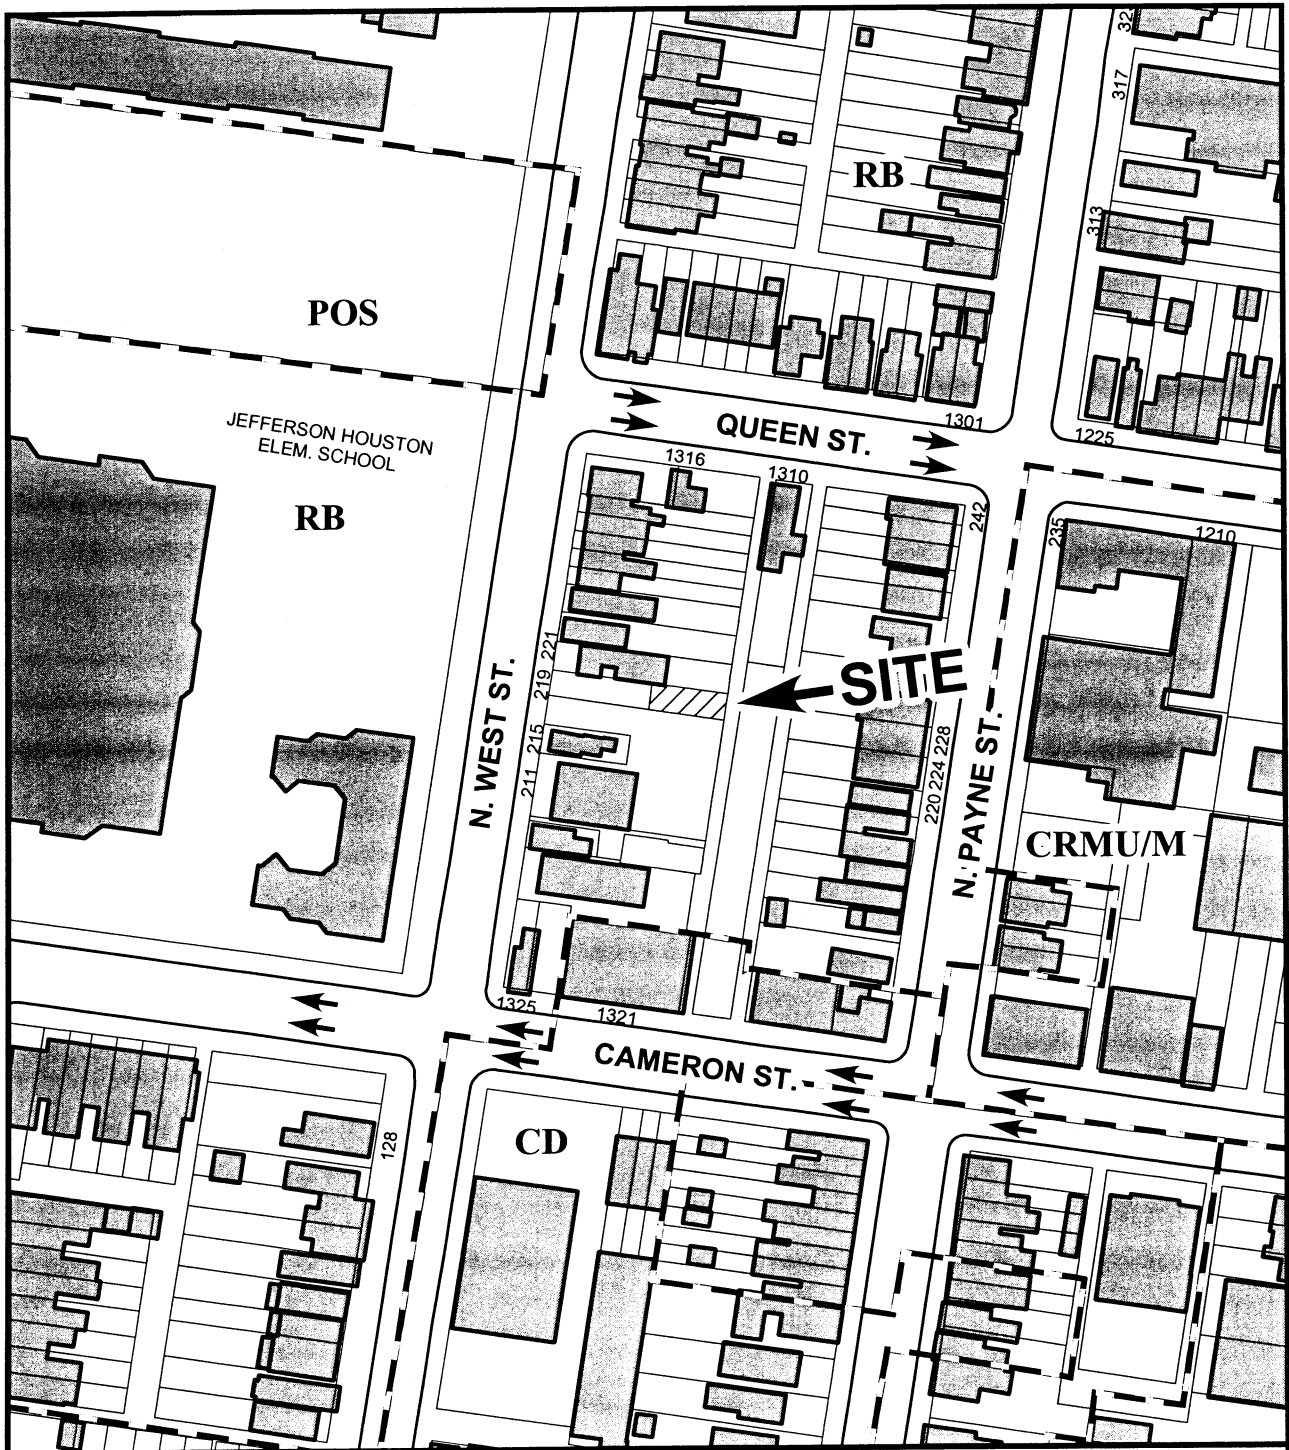 32
317
RB
313
POS
JEFFERSON HOUSTON
ELEM. SCHOOL
RB
QUEEN ST.
1301
1225
1316
1310
242
235
1210
N. WEST ST.
221
219
215
211
SITE
N. PAYNE ST.
228
224
220
CRMU/M
1325
1321
CAMERON ST.
128
CD